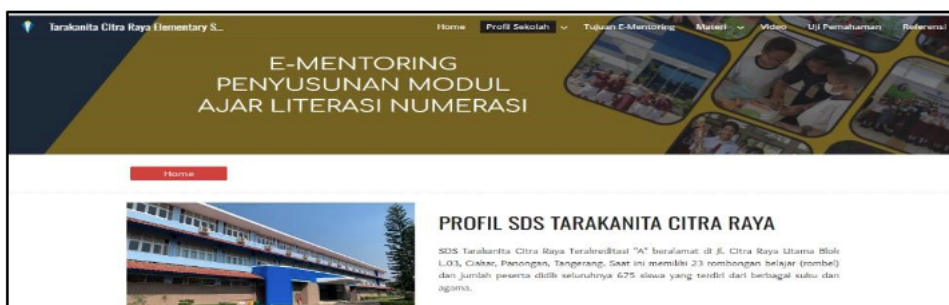 Tarakanita Citra Raya Elementary S...
Home Profil Sekolah Tujuan E-Mentoring Materi Video Uji Pemahaman Referensi
E-MENTORING
PENYUSUNAN MODUL
AJAR LITERASI NUMERASI
Home
PROFIL SDS TARAKANITA CITRA RAYA
SDS Tarakanita Citra Raya Terakreditasi "A" beralamat di Jl. Citra Raya Utama Blok
L.03, Ciakar, Panongan, Tangerang. Saat ini memiliki 23 rombongan belajar (rombel)
dan jumlah peserta didik seluruhnya 675 siswa yang terdiri dari berbagai suku dan
agama.